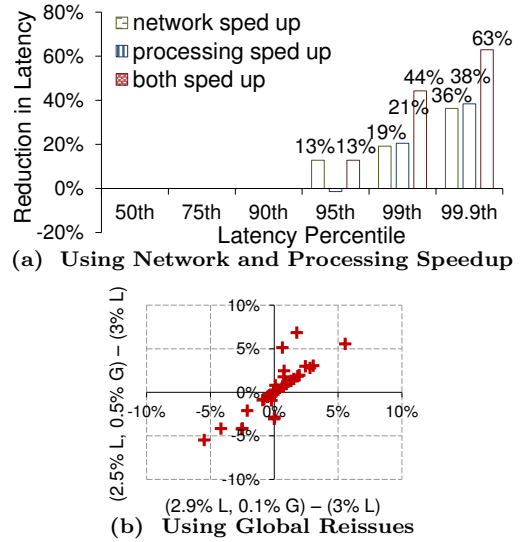 80%
60%
40%
20%
0%
-20%
Reduction in Latency
network sped up
processing sped up
both sped up
13%
13%
19%
21%
44%
36%
38%
63%
50th 75th 90th 95th 99th 99.9th
Latency Percentile
(a) Using Network and Processing Speedup
(2.5% L, 0.5% G) – (3% L)
10%
5%
0%
-5%
-10%
-10% -5% 0% 5% 10%
(2.9% L, 0.1% G) – (3% L)
(b) Using Global Reissues